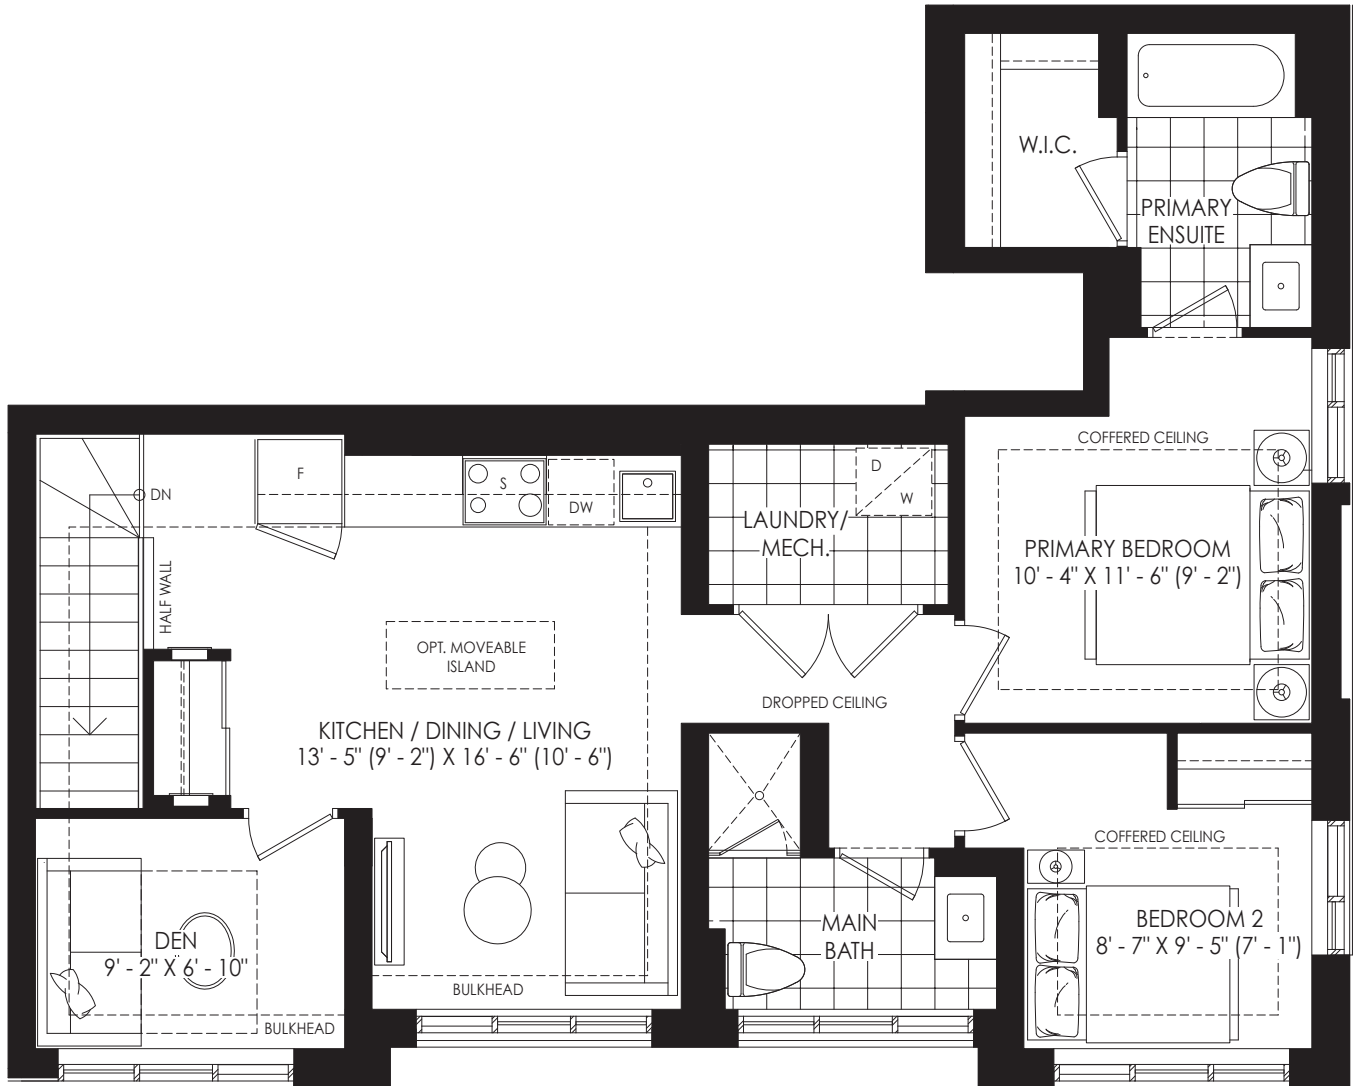 W.I.C.
PRIMARY
ENSUITE
COFFERED CEILING
F
S
DW
D
W
DN
LAUNDRY/
MECH.
PRIMARY BEDROOM
10' - 4" X 11' - 6" (9' - 2")
HALF WALL
OPT. MOVEABLE
ISLAND
DROPPED CEILING
KITCHEN / DINING / LIVING
13' - 5" (9' - 2") X 16' - 6" (10' - 6")
COFFERED CEILING
MAIN
BATH
BEDROOM 2
8' - 7" X 9' - 5" (7' - 1")
DEN
9' - 2" X 6' - 10"
BULKHEAD
BULKHEAD